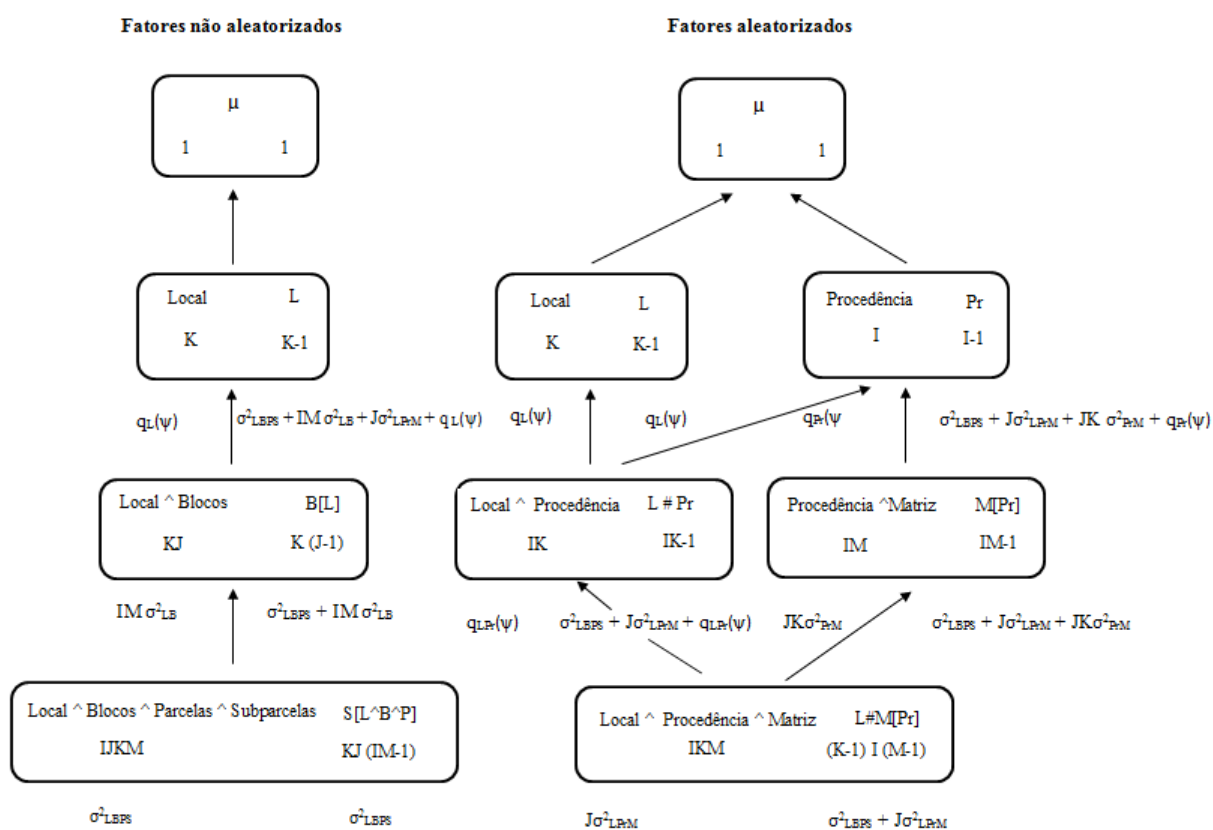 Fatores não aleatorizados
Fatores aleatorizados
μ
1 1
μ
1 1
Local L
K K-1
Local L
K K-1
Procedência Pr
I I-1
qL(ψ)
σ²LBPS + IM σ²LB + Jσ²LPrM + qL(ψ)
qL(ψ)
qL(ψ)
qPr(ψ
σ²LBPS + Jσ²LPrM + JK σ²PrM + qPr(ψ)
Local ^ Blocos B[L]
KJ K (J-1)
Local ^ Procedência L # Pr
IK IK-1
Procedência ^Matriz M[Pr]
IM IM-1
IM σ²LB
σ²LBPS + IM σ²LB
qLPr(ψ)
σ²LBPS + Jσ²LPrM + qLPr(ψ)
JKσ²PrM
σ²LBPS + Jσ²LPrM + JKσ²PrM
Local ^ Blocos ^ Parcelas ^ Subparcelas S[L^B^P]
IJKM KJ (IM-1)
Local ^ Procedência ^ Matriz L#M[Pr]
IKM (K-1) I (M-1)
σ²LBPS
σ²LBPS
Jσ²LPrM
σ²LBPS + Jσ²LPrM